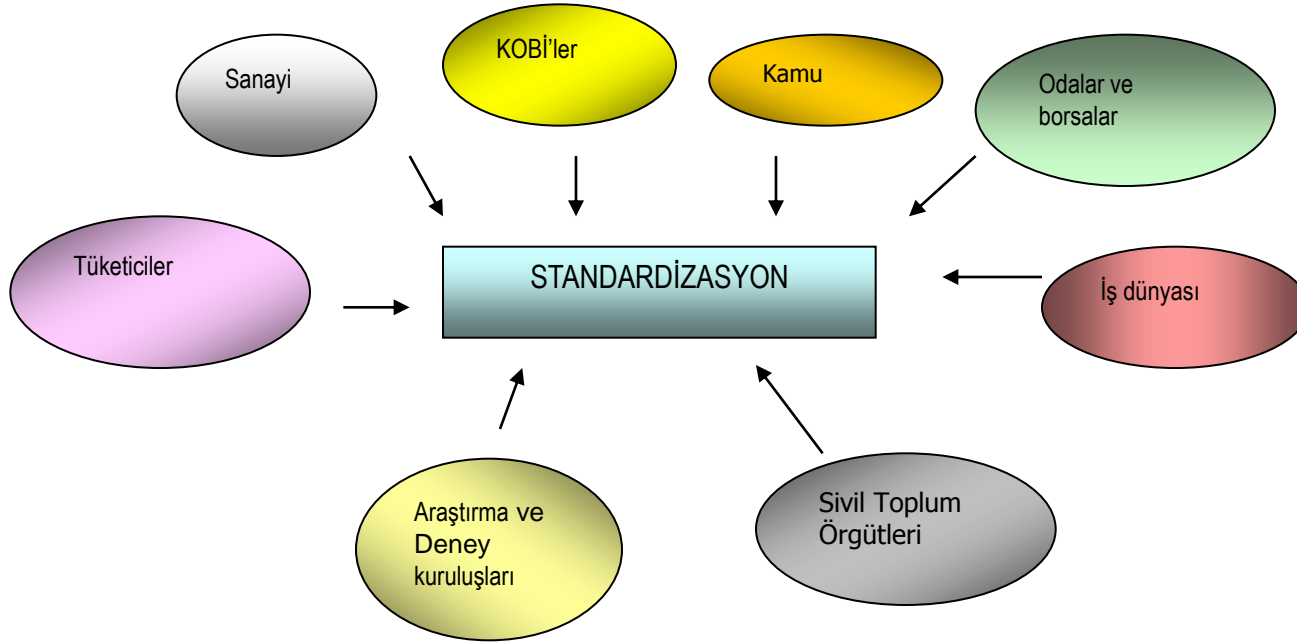 Sanayi
KOBİ’ler
Kamu
Odalar ve
borsalar
Tüketiciler
STANDARDİZASYON
İş dünyası
Araştırma ve
Deney
kuruluşları
Sivil Toplum
Örgütleri